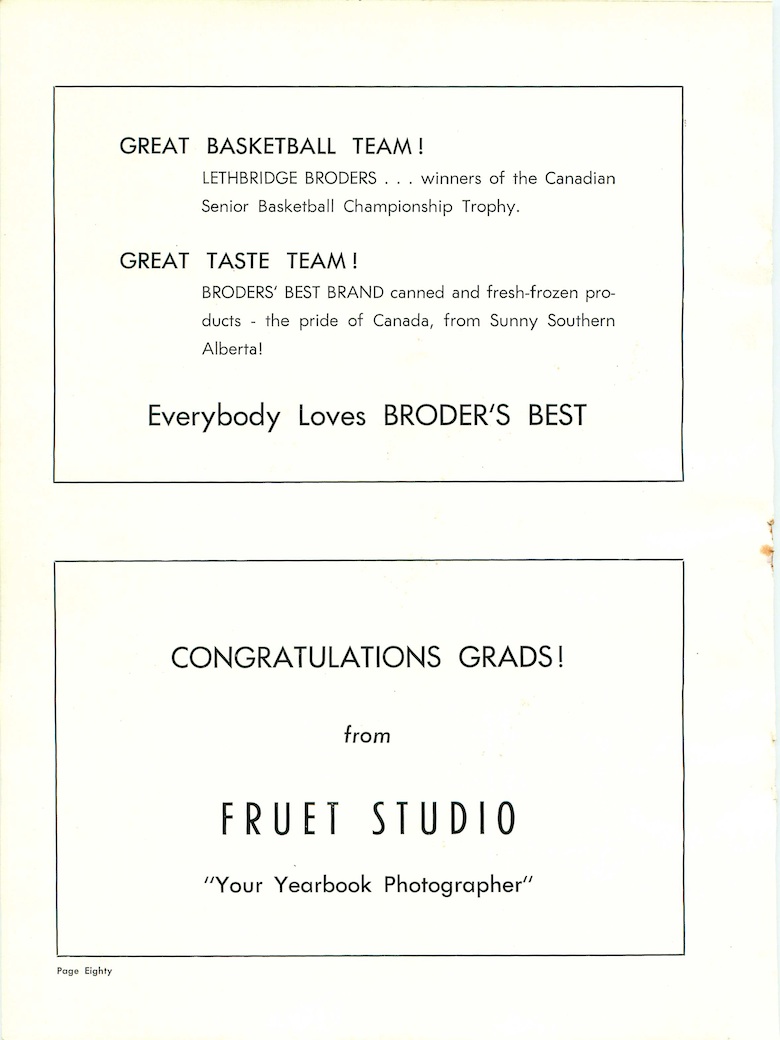 GREAT BASKETBALL TEAM!
LETHBRIDGE BRODERS . . . winners of the Canadian
Senior Basketball Championship Trophy.
GREAT TASTE TEAM!
BRODERS' BEST BRAND canned and fresh-frozen pro-
ducts - the pride of Canada, from Sunny Southern
Alberta!
Everybody Loves BRODER'S BEST
CONGRATULATIONS GRADS!
from
FRUET STUDIO
"Your Yearbook Photographer"
Page Eighty